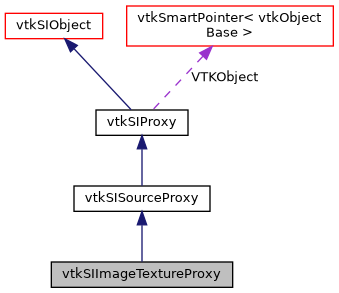 vtkSIObject
vtkSmartPointer< vtkObject
Base >
VTKObject
vtkSIProxy
vtkSISourceProxy
vtkSIImageTextureProxy